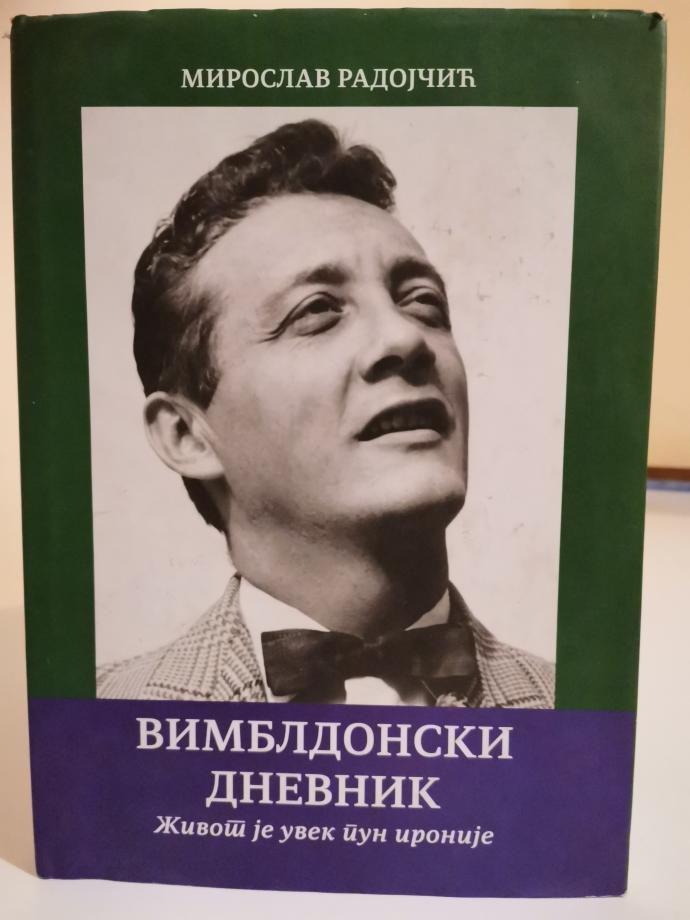 МИРОСЛАВ РАДОЈЧИЋ
ВИМБЛДОНСКИ
ДНЕВНИК
Живот је увек пун ироније